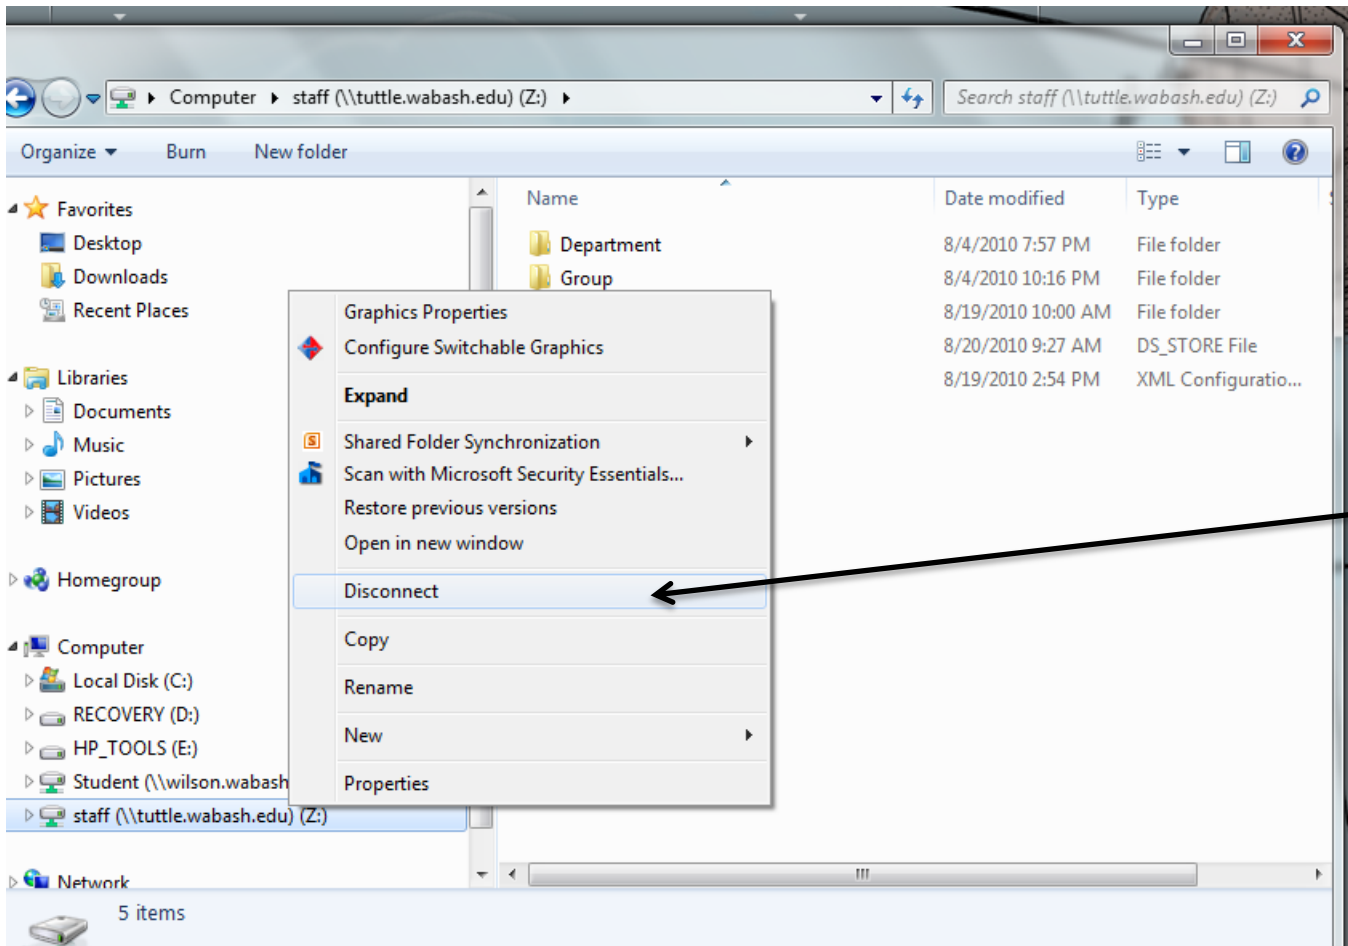 Computer staff (\\tuttle.wabash.edu) (Z:)
Search staff (\\tuttle.wabash.edu) (Z:)
Organize Burn New folder
Name Date modified Type
Favorites
Desktop
Downloads
Recent Places
Libraries
Documents
Music
Pictures
Videos
Homegroup
Computer
Local Disk (C:)
RECOVERY (D:)
HP_TOOLS (E:)
Student (\\wilson.wabash
staff (\\tuttle.wabash.edu) (Z:)
Network
Department 8/4/2010 7:57 PM File folder
Group 8/4/2010 10:16 PM File folder
8/19/2010 10:00 AM File folder
8/20/2010 9:27 AM DS_STORE File
8/19/2010 2:54 PM XML Configuratio...
Graphics Properties
Configure Switchable Graphics
Expand
Shared Folder Synchronization
Scan with Microsoft Security Essentials...
Restore previous versions
Open in new window
Disconnect
Copy
Rename
New
Properties
5 items